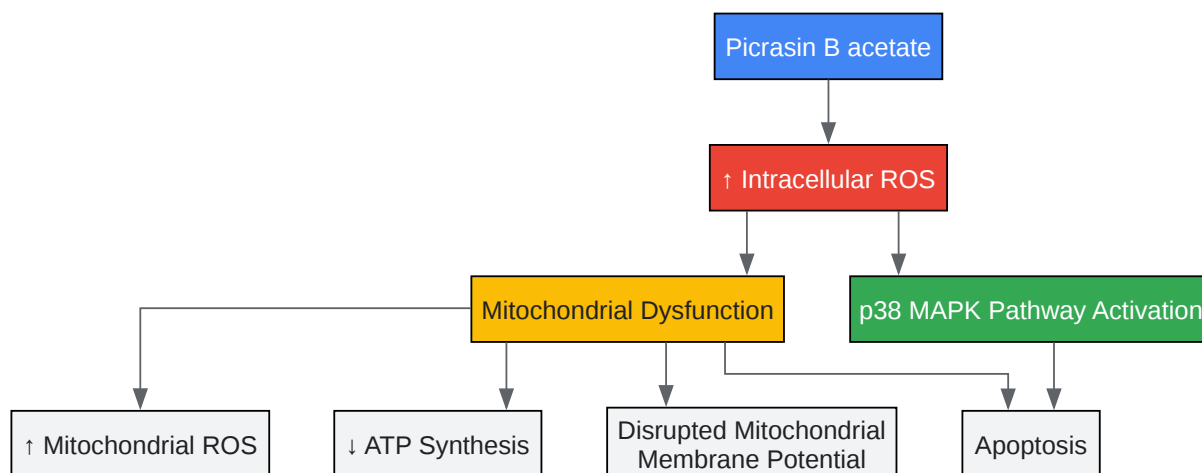 Picrasin B acetate
↑ Intracellular ROS
Mitochondrial Dysfunction
p38 MAPK Pathway Activation
↑ Mitochondrial ROS
↓ ATP Synthesis
Disrupted Mitochondrial
Membrane Potential
Apoptosis